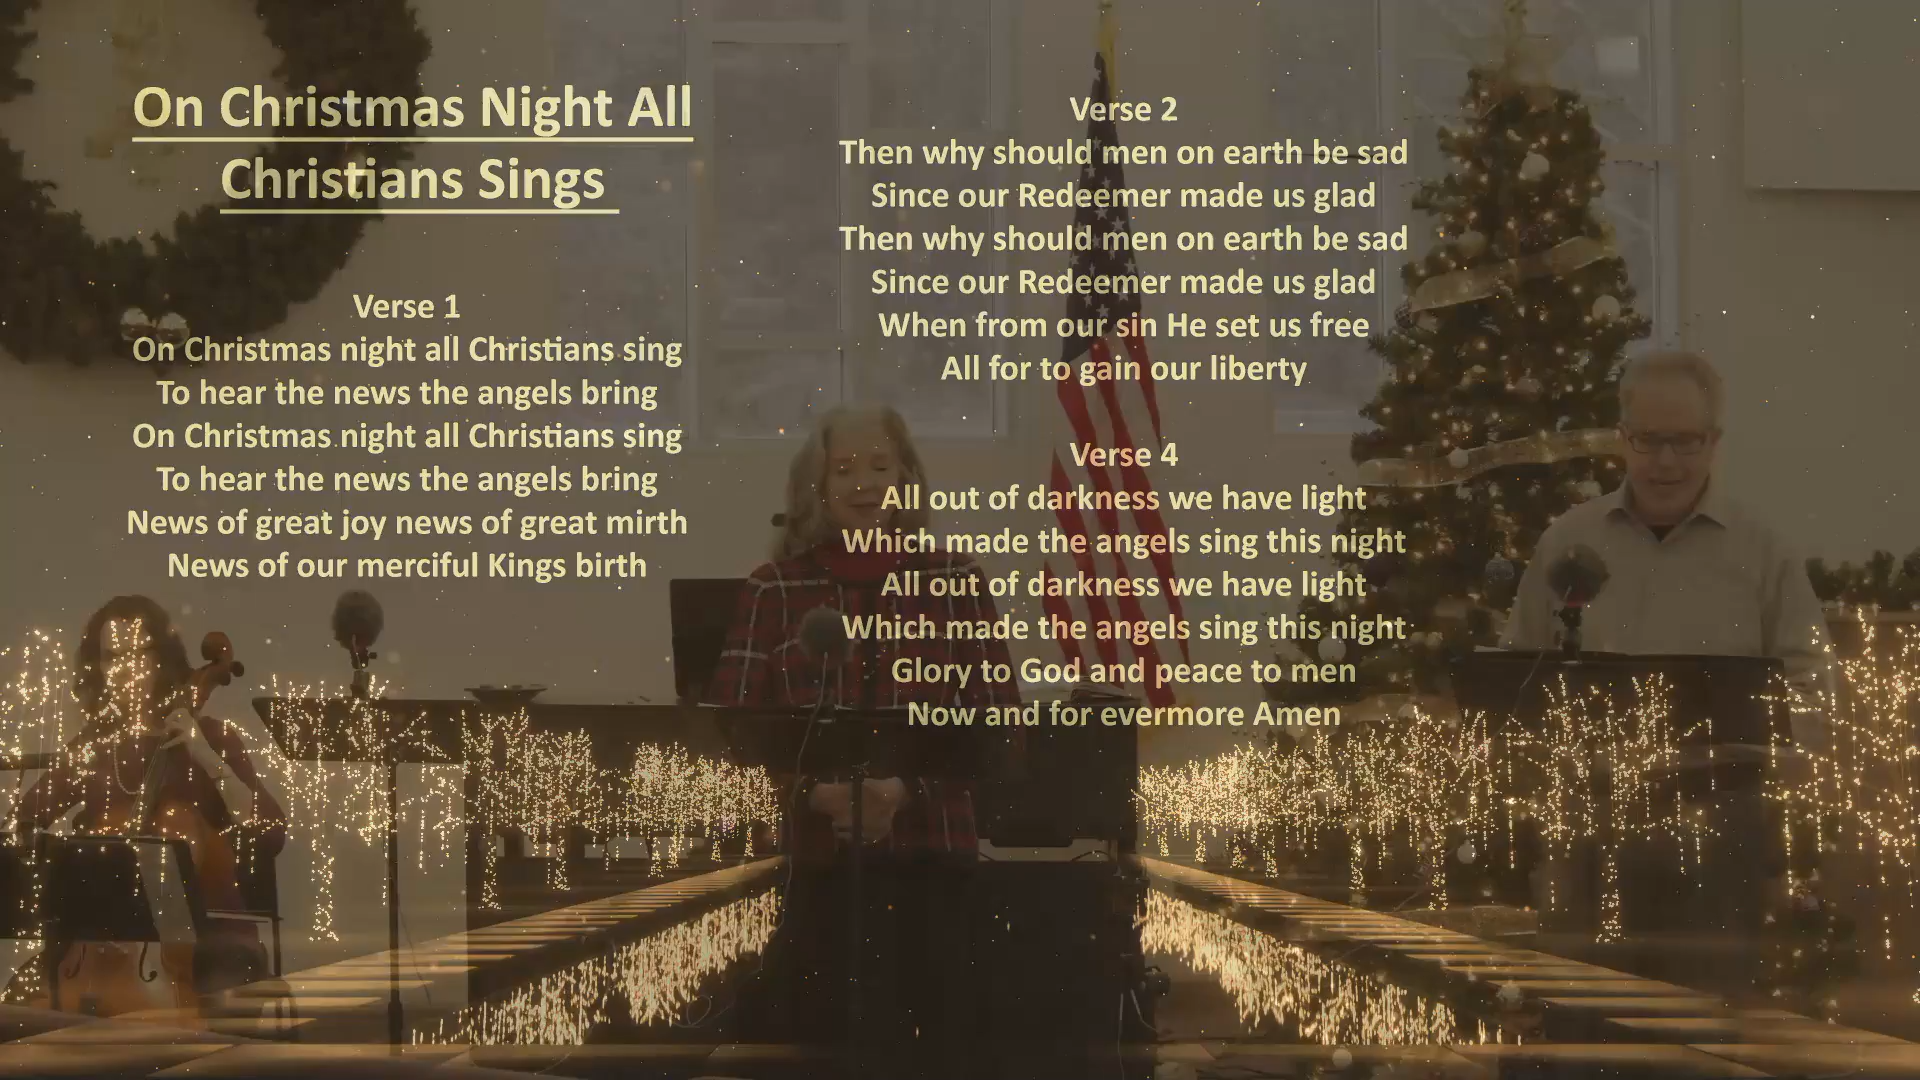 On Christmas Night All
Christians Sings
Verse 1
On Christmas night all Christians sing
To hear the news the angels bring
On Christmas night all Christians sing
To hear the news the angels bring
News of great joy news of great mirth
News of our merciful Kings birth
Verse 2
Then why should men on earth be sad
Since our Redeemer made us glad
Then why should men on earth be sad
Since our Redeemer made us glad
When from our sin He set us free
All for to gain our liberty
Verse 4
All out of darkness we have light
Which made the angels sing this night
All out of darkness we have light
Which made the angels sing this night
Glory to God and peace to men
Now and for evermore Amen